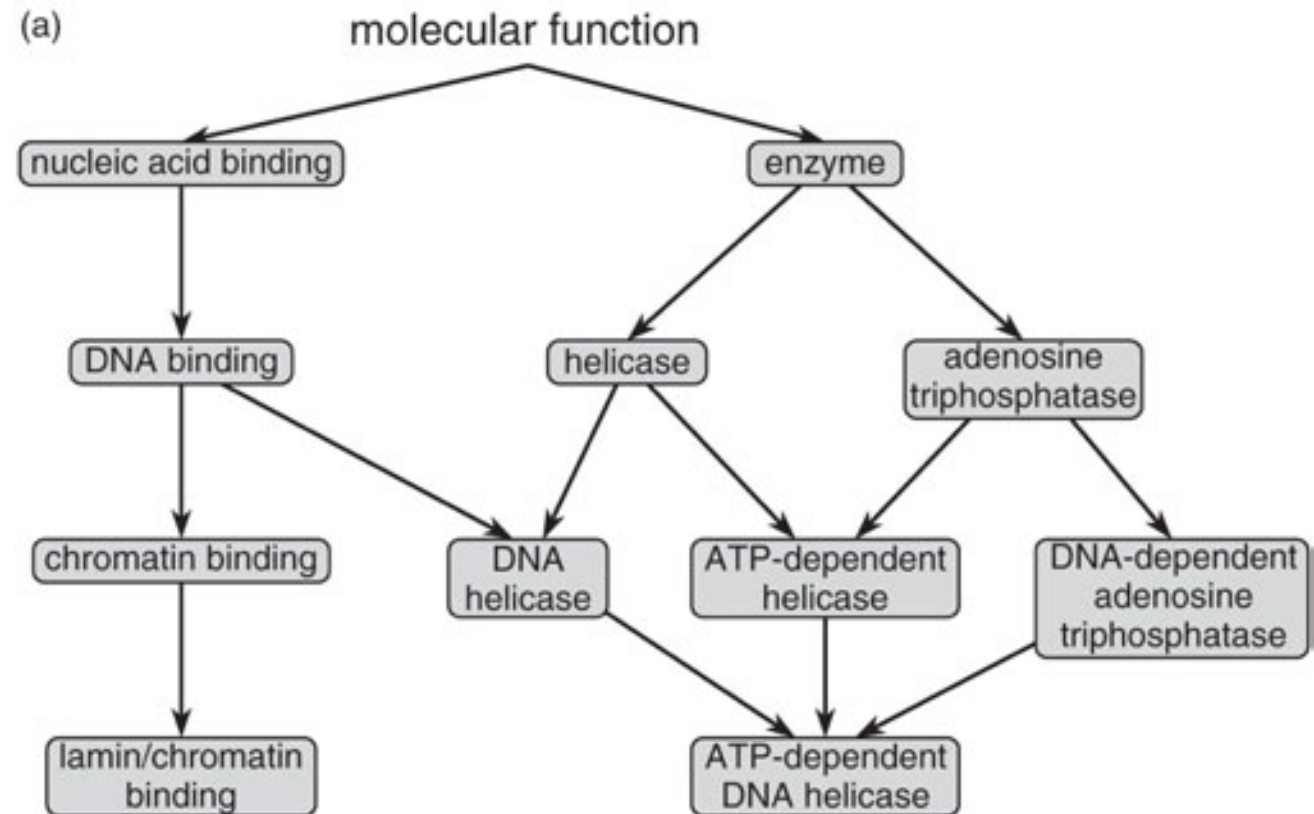 (a)
molecular function
nucleic acid binding
enzyme
DNA binding
helicase
adenosine
triphosphatase
chromatin binding
DNA
helicase
ATP-dependent
helicase
DNA-dependent
adenosine
triphosphatase
lamin/chromatin
binding
ATP-dependent
DNA helicase